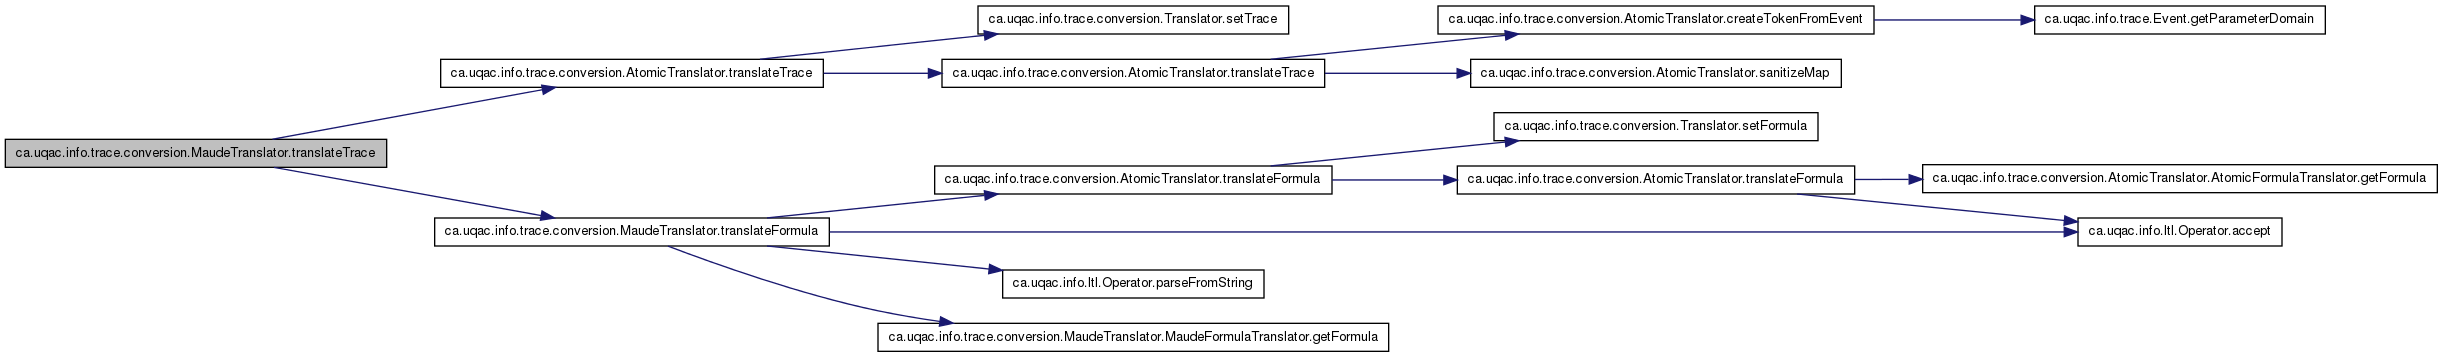 ca.uqac.info.trace.conversion.MaudeTranslator.translateTrace
ca.uqac.info.trace.conversion.AtomicTranslator.translateTrace
ca.uqac.info.trace.conversion.Translator.setTrace
ca.uqac.info.trace.conversion.AtomicTranslator.translateTrace
ca.uqac.info.trace.conversion.AtomicTranslator.createTokenFromEvent
ca.uqac.info.trace.Event.getParameterDomain
ca.uqac.info.trace.conversion.AtomicTranslator.sanitizeMap
ca.uqac.info.trace.conversion.MaudeTranslator.translateFormula
ca.uqac.info.trace.conversion.AtomicTranslator.translateFormula
ca.uqac.info.trace.conversion.Translator.setFormula
ca.uqac.info.trace.conversion.AtomicTranslator.translateFormula
ca.uqac.info.trace.conversion.AtomicTranslator.AtomicFormulaTranslator.getFormula
ca.uqac.info.ltl.Operator.accept
ca.uqac.info.ltl.Operator.parseFromString
ca.uqac.info.trace.conversion.MaudeTranslator.MaudeFormulaTranslator.getFormula